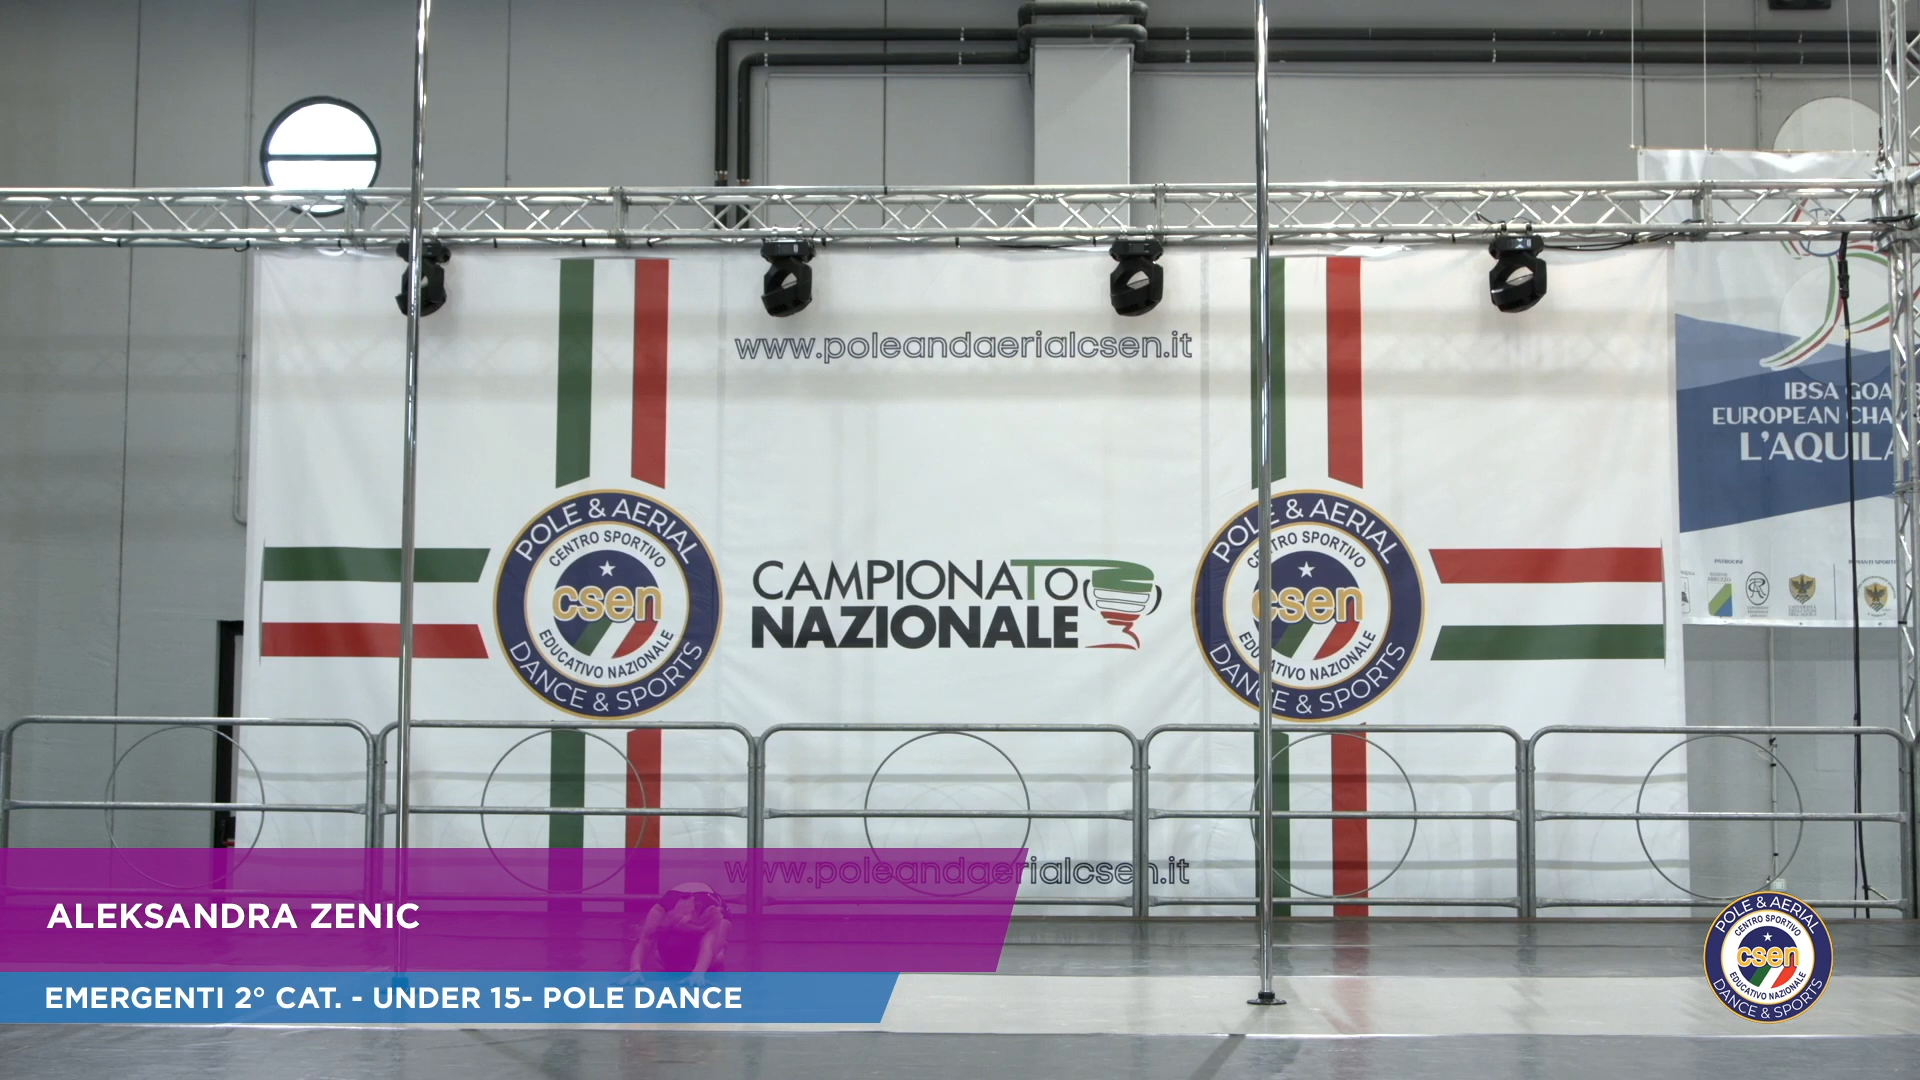 www.poleandaerialcsen.it
IBSA GOA
EUROPEAN CHA
L'AQUILA
POLE & AERIAL
CENTRO SPORTIVO
csen
EDUCATIVO NAZIONALE
DANCE & SPORTS
CAMPIONATO
NAZIONALE
POLE & AERIAL
CENTRO SPORTIVO
csen
EDUCATIVO NAZIONALE
DANCE & SPORTS
PATROCINI
www.poleandaerialcsen.it
ALEKSANDRA ZENIC
EMERGENTI 2° CAT. - UNDER 15- POLE DANCE
POLE & AERIAL
CENTRO SPORTIVO
csen
EDUCATIVO NAZIONALE
DANCE & SPORTS